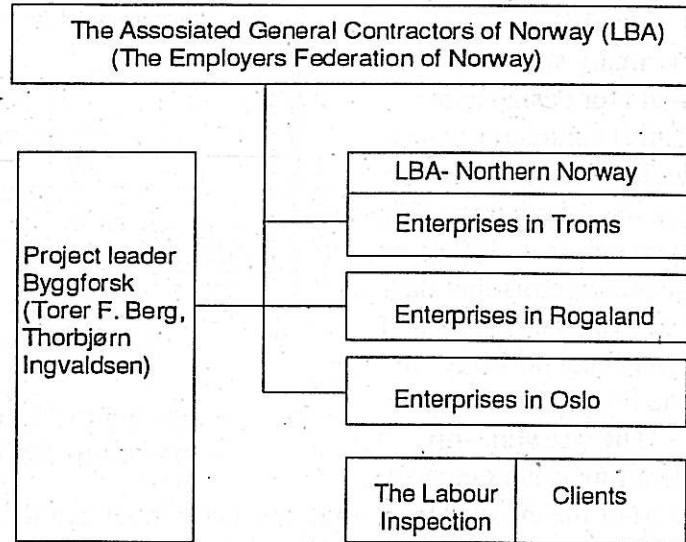 The Assosiated General Contractors of Norway (LBA)
(The Employers Federation of Norway)
Project leader
Byggforsk
(Torer F. Berg,
Thorbjørn
Ingvaldsen)
LBA- Northern Norway
Enterprises in Troms
Enterprises in Rogaland
Enterprises in Oslo
The Labour
Inspection
Clients